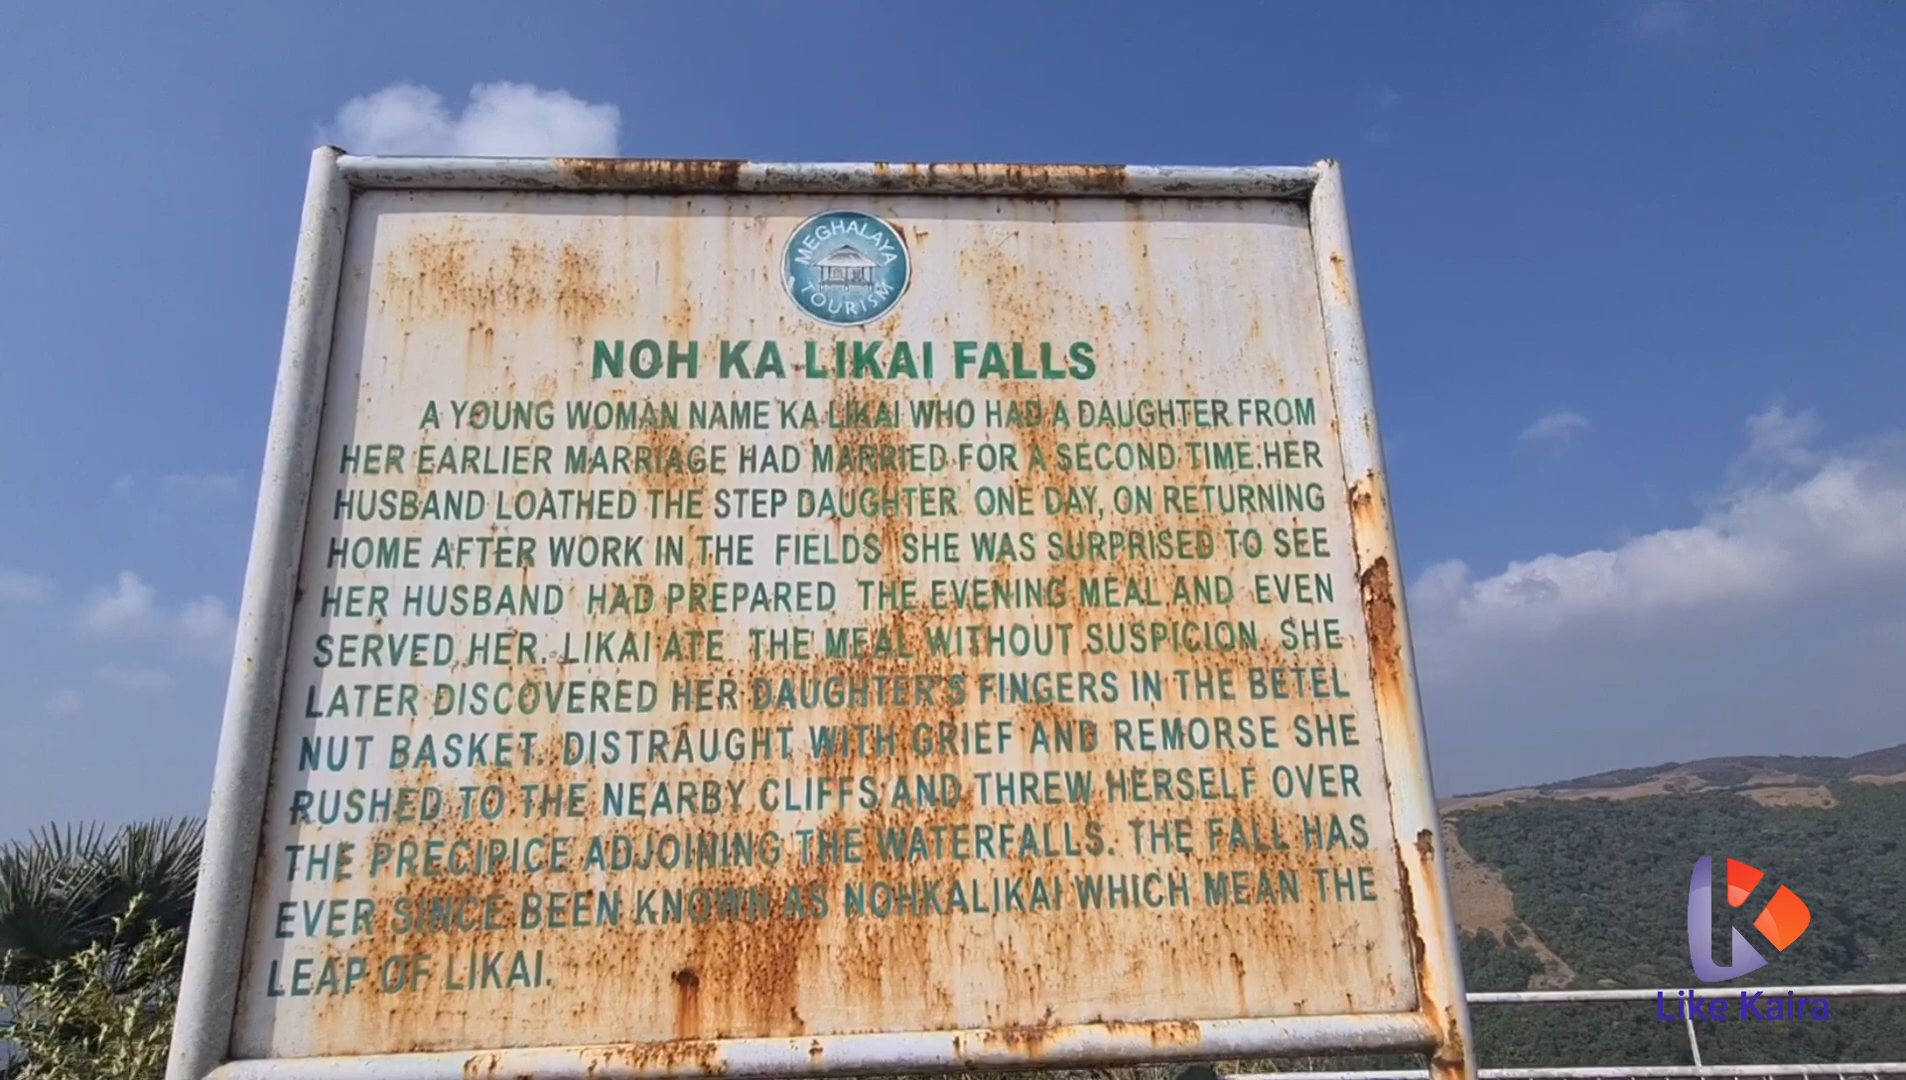 MEGHALAYA
TOURISM
NOH KA LIKAI FALLS
A YOUNG WOMAN NAME KA LIKAI WHO HAD A DAUGHTER FROM
HER EARLIER MARRIAGE HAD MARRIED FOR A SECOND TIME.HER
HUSBAND LOATHED THE STEP DAUGHTER ONE DAY, ON RETURNING
HOME AFTER WORK IN THE FIELDS SHE WAS SURPRISED TO SEE
HER HUSBAND HAD PREPARED THE EVENING MEAL AND EVEN
SERVED HER. LIKAI ATE THE MEAL WITHOUT SUSPICION SHE
LATER DISCOVERED HER DAUGHTER'S FINGERS IN THE BETEL
NUT BASKET. DISTRAUGHT WITH GRIEF AND REMORSE SHE
RUSHED TO THE NEARBY CLIFFS AND THREW HERSELF OVER
THE PRECIPICE ADJOINING THE WATERFALLS. THE FALL HAS
EVER SINCE BEEN KNOWN AS NOHKALIKAI WHICH MEAN THE
LEAP OF LIKAI.
Like Kaira